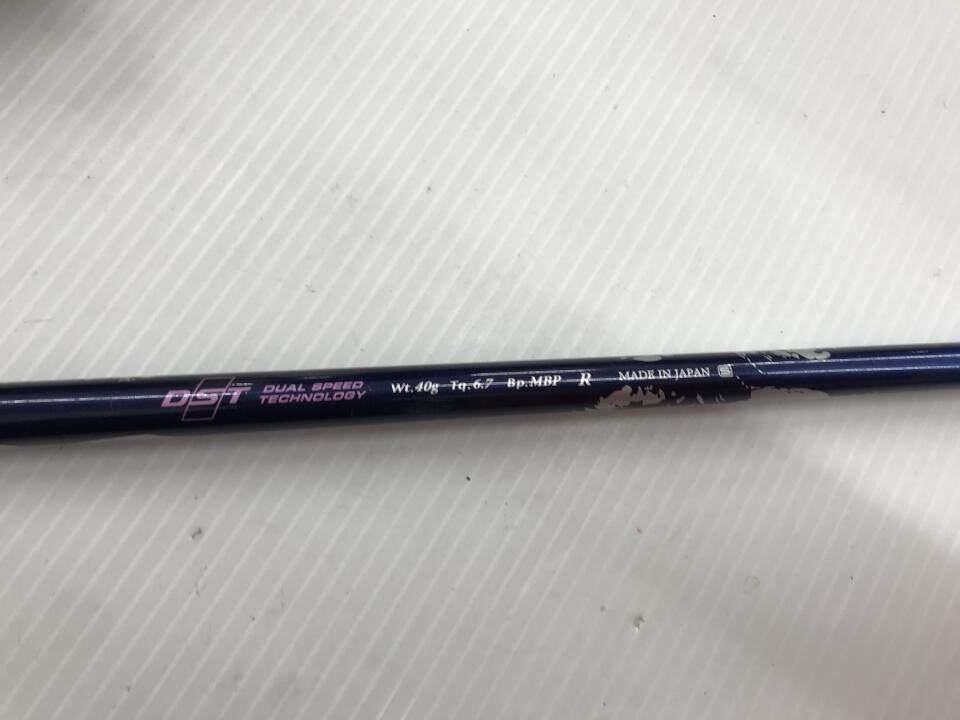 DST DUAL SPEED
TECHNOLOGY
Wt.40g Tq.6.7 Bp.MBP R MADE IN JAPAN S